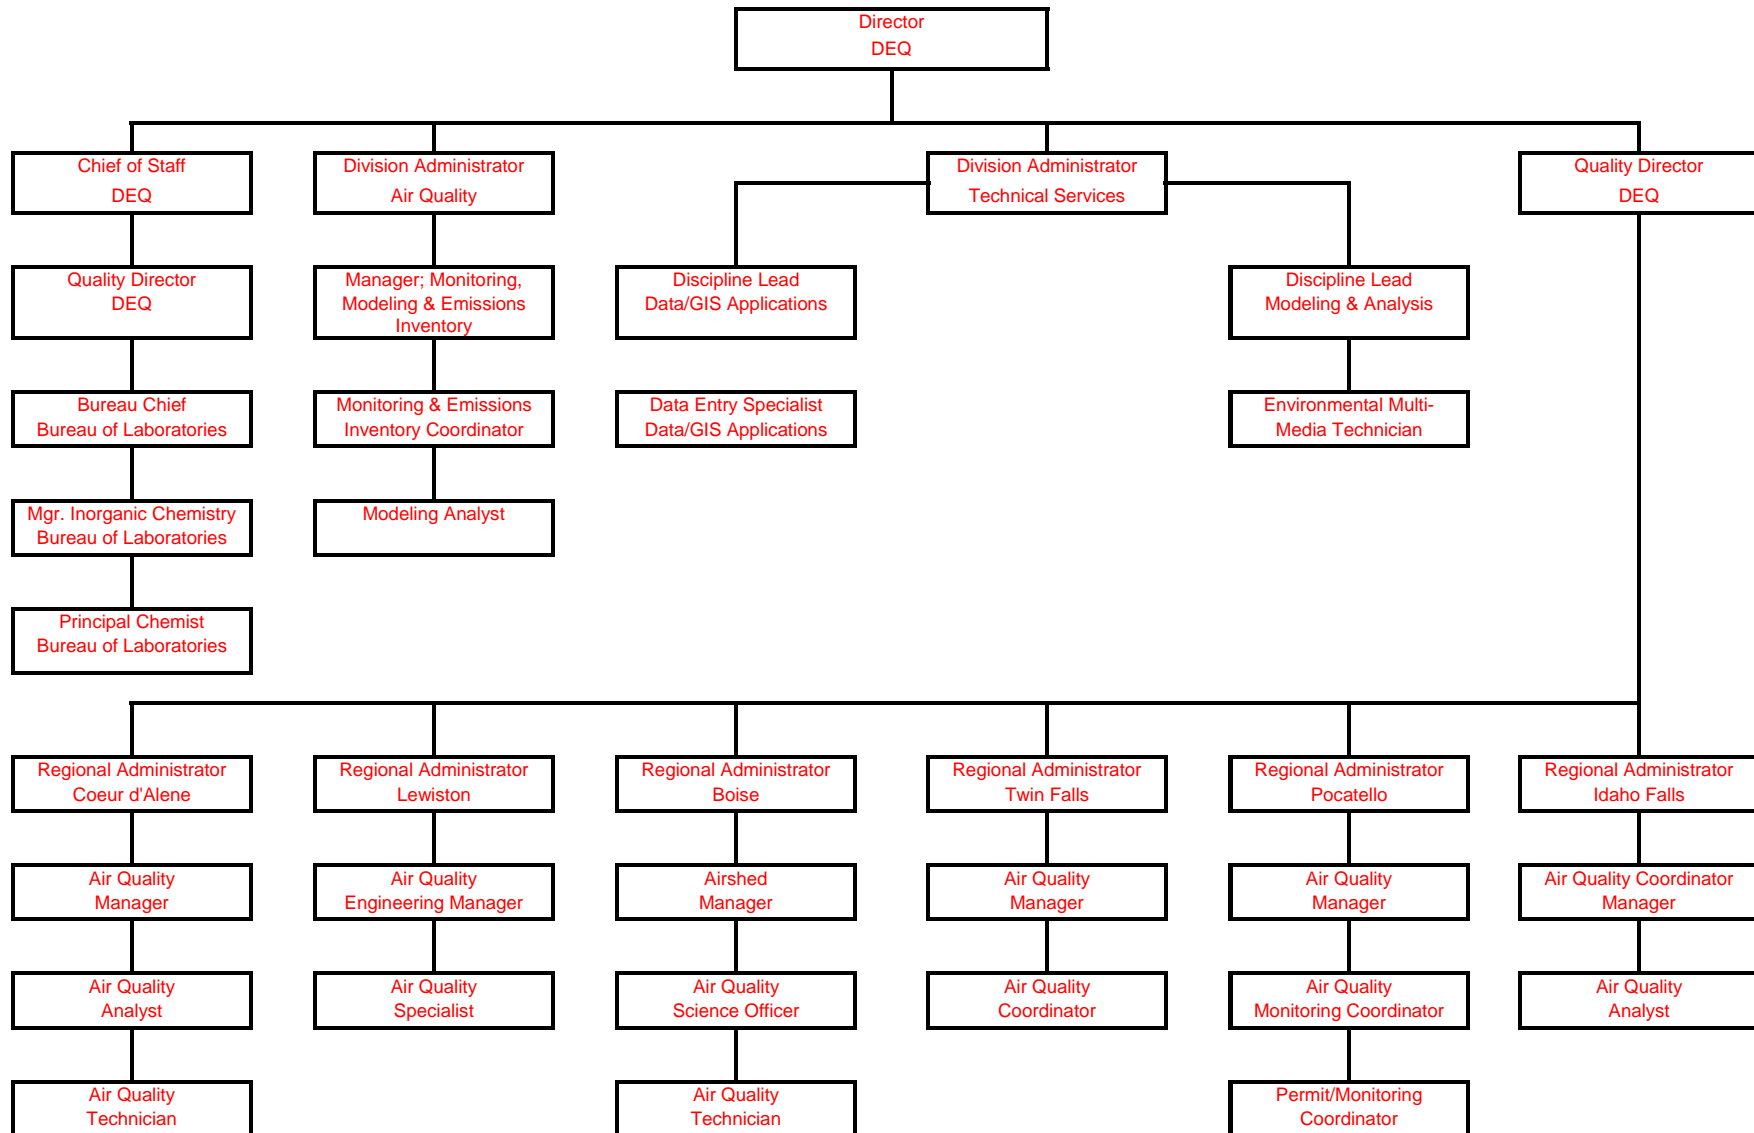 Director
DEQ
Chief of Staff
DEQ
Division Administrator
Air Quality
Division Administrator
Technical Services
Quality Director
DEQ
Quality Director
DEQ
Manager; Monitoring,
Modeling & Emissions
Inventory
Discipline Lead
Data/GIS Applications
Discipline Lead
Modeling & Analysis
Bureau Chief
Bureau of Laboratories
Monitoring & Emissions
Inventory Coordinator
Data Entry Specialist
Data/GIS Applications
Environmental Multi-
Media Technician
Mgr. Inorganic Chemistry
Bureau of Laboratories
Modeling Analyst
Principal Chemist
Bureau of Laboratories
Regional Administrator
Coeur d'Alene
Regional Administrator
Lewiston
Regional Administrator
Boise
Regional Administrator
Twin Falls
Regional Administrator
Pocatello
Regional Administrator
Idaho Falls
Air Quality
Manager
Air Quality
Engineering Manager
Airshed
Manager
Air Quality
Manager
Air Quality
Manager
Air Quality Coordinator
Manager
Air Quality
Analyst
Air Quality
Specialist
Air Quality
Science Officer
Air Quality
Coordinator
Air Quality
Monitoring Coordinator
Air Quality
Analyst
Air Quality
Technician
Air Quality
Technician
Permit/Monitoring
Coordinator